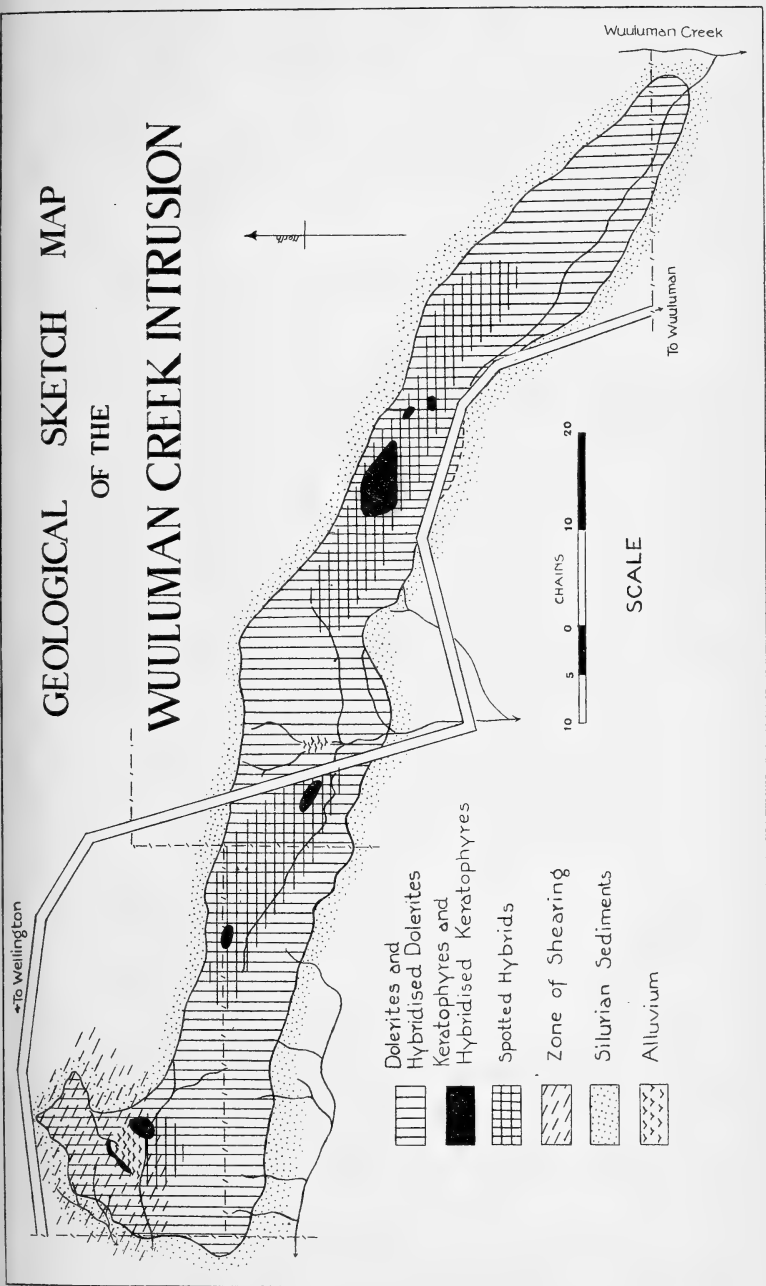 GEOLOGICAL SKETCH MAP
OF THE
WUULUMAN CREEK INTRUSION
Wuuluman Creek
north
To Wellington
To Wuuluman
CHAINS
10 5 0 10 20
SCALE
Dolerites and
Hybridised Dolerites
Keratophyres and
Hybridised Keratophyres
Spotted Hybrids
Zone of Shearing
Silurian Sediments
Alluvium